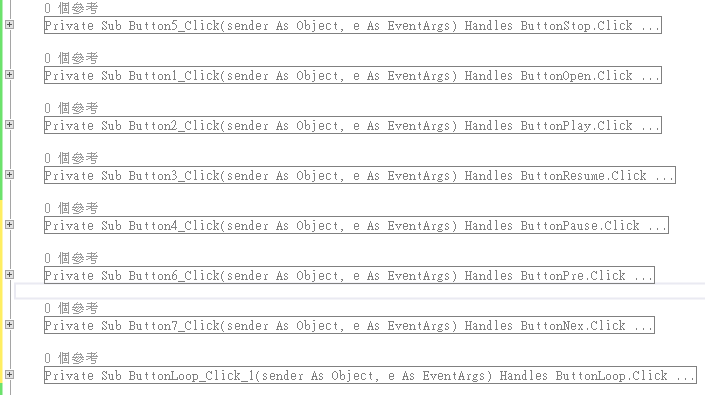 0 個參考
Private Sub Button5_Click(sender As Object, e As EventArgs) Handles ButtonStop.Click ...
0 個參考
Private Sub Button1_Click(sender As Object, e As EventArgs) Handles ButtonOpen.Click ...
0 個參考
Private Sub Button2_Click(sender As Object, e As EventArgs) Handles ButtonPlay.Click ...
0 個參考
Private Sub Button3_Click(sender As Object, e As EventArgs) Handles ButtonResume.Click ...
0 個參考
Private Sub Button4_Click(sender As Object, e As EventArgs) Handles ButtonPause.Click ...
0 個參考
Private Sub Button6_Click(sender As Object, e As EventArgs) Handles ButtonPre.Click ...
0 個參考
Private Sub Button7_Click(sender As Object, e As EventArgs) Handles ButtonNex.Click ...
0 個參考
Private Sub ButtonLoop_Click_1(sender As Object, e As EventArgs) Handles ButtonLoop.Click ...